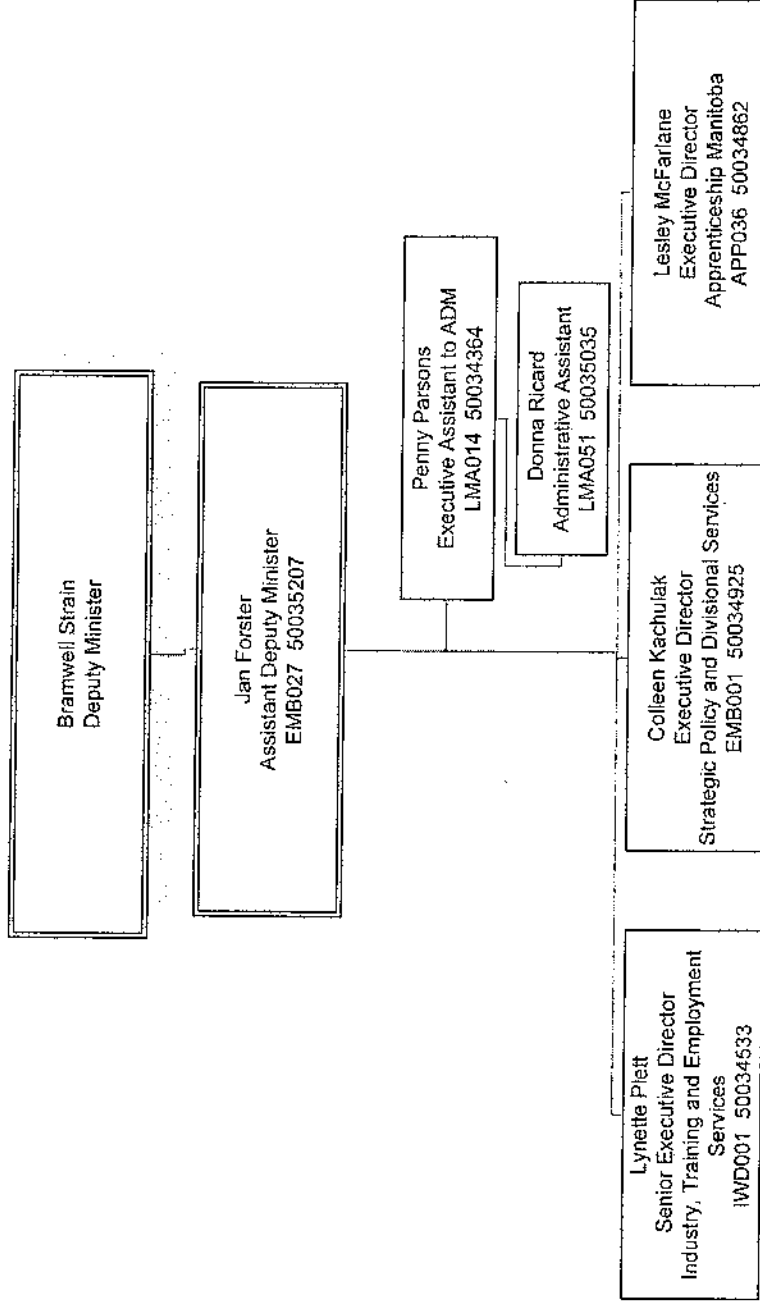 Bramwell Strain
Deputy Minister
Jan Forster
Assistant Deputy Minister
EMB027 50035207
Penny Parsons
Executive Assistant to ADM
LMA014 50034364
Donna Ricard
Administrative Assistant
LMA051 50035035
Lynette Plett
Senior Executive Director
Industry, Training and Employment
Services
IWD001 50034533
Colleen Kachulak
Executive Director
Strategic Policy and Divisional Services
EMB001 50034925
Lesley McFarlane
Executive Director
Apprenticeship Manitoba
APP036 50034862